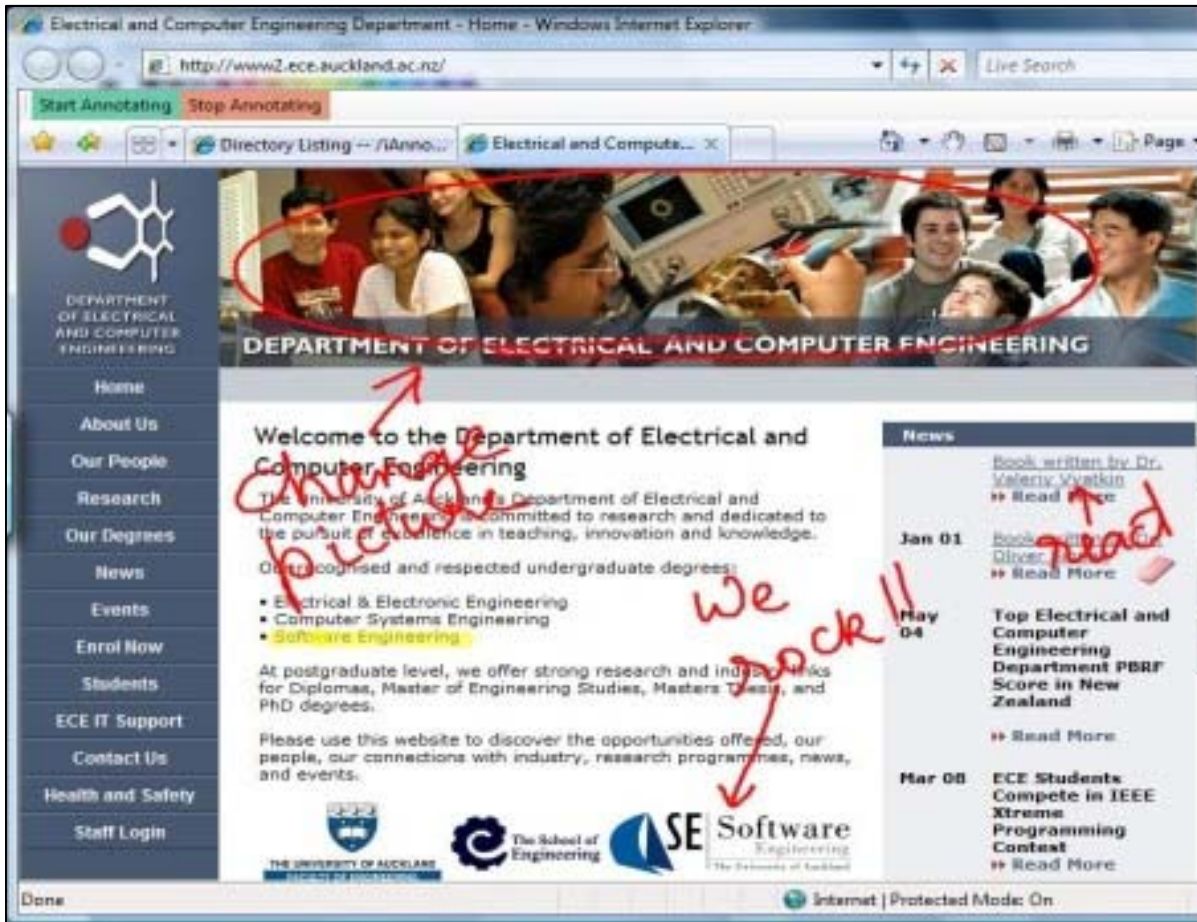 Electrical and Computer Engineering Department - Home - Windows Internet Explorer
http://www2.ece.auckland.ac.nz/
Live Search
Start Annotating Stop Annotating
Directory Listing -- /iAnno...
Electrical and Compute...
Page
DEPARTMENT
OF ELECTRICAL
AND COMPUTER
ENGINEERING
DEPARTMENT OF ELECTRICAL AND COMPUTER ENGINEERING
Home
About Us
Our People
Research
Our Degrees
News
Events
Enrol Now
Students
ECE IT Support
Contact Us
Health and Safety
Staff Login
change
picture
Welcome to the Department of Electrical and
Computer Engineering
The University of Auckland's Department of Electrical and
Computer Engineering is committed to research and dedicated to
the pursuit of excellence in teaching, innovation and knowledge.
Our recognised and respected undergraduate degrees:
• Electrical & Electronic Engineering
• Computer Systems Engineering
• Software Engineering
we
rock!!
At postgraduate level, we offer strong research and industry links
for Diplomas, Master of Engineering Studies, Masters Thesis, and
PhD degrees.
Please use this website to discover the opportunities offered, our
people, our connections with industry, research programmes, news,
and events.
THE UNIVERSITY OF AUCKLAND
FACULTY OF ENGINEERING
The School of
Engineering
SE Software
Engineering
The University of Auckland
News
Book written by Dr.
Valeriy Vyatkin
Read More
read
Jan 01
Book written
Oliver
Read More
May
04
Top Electrical and
Computer
Engineering
Department PBRF
Score in New
Zealand
Read More
Mar 08
ECE Students
Compete in IEEE
Xtreme
Programming
Contest
Read More
Done
Internet | Protected Mode: On